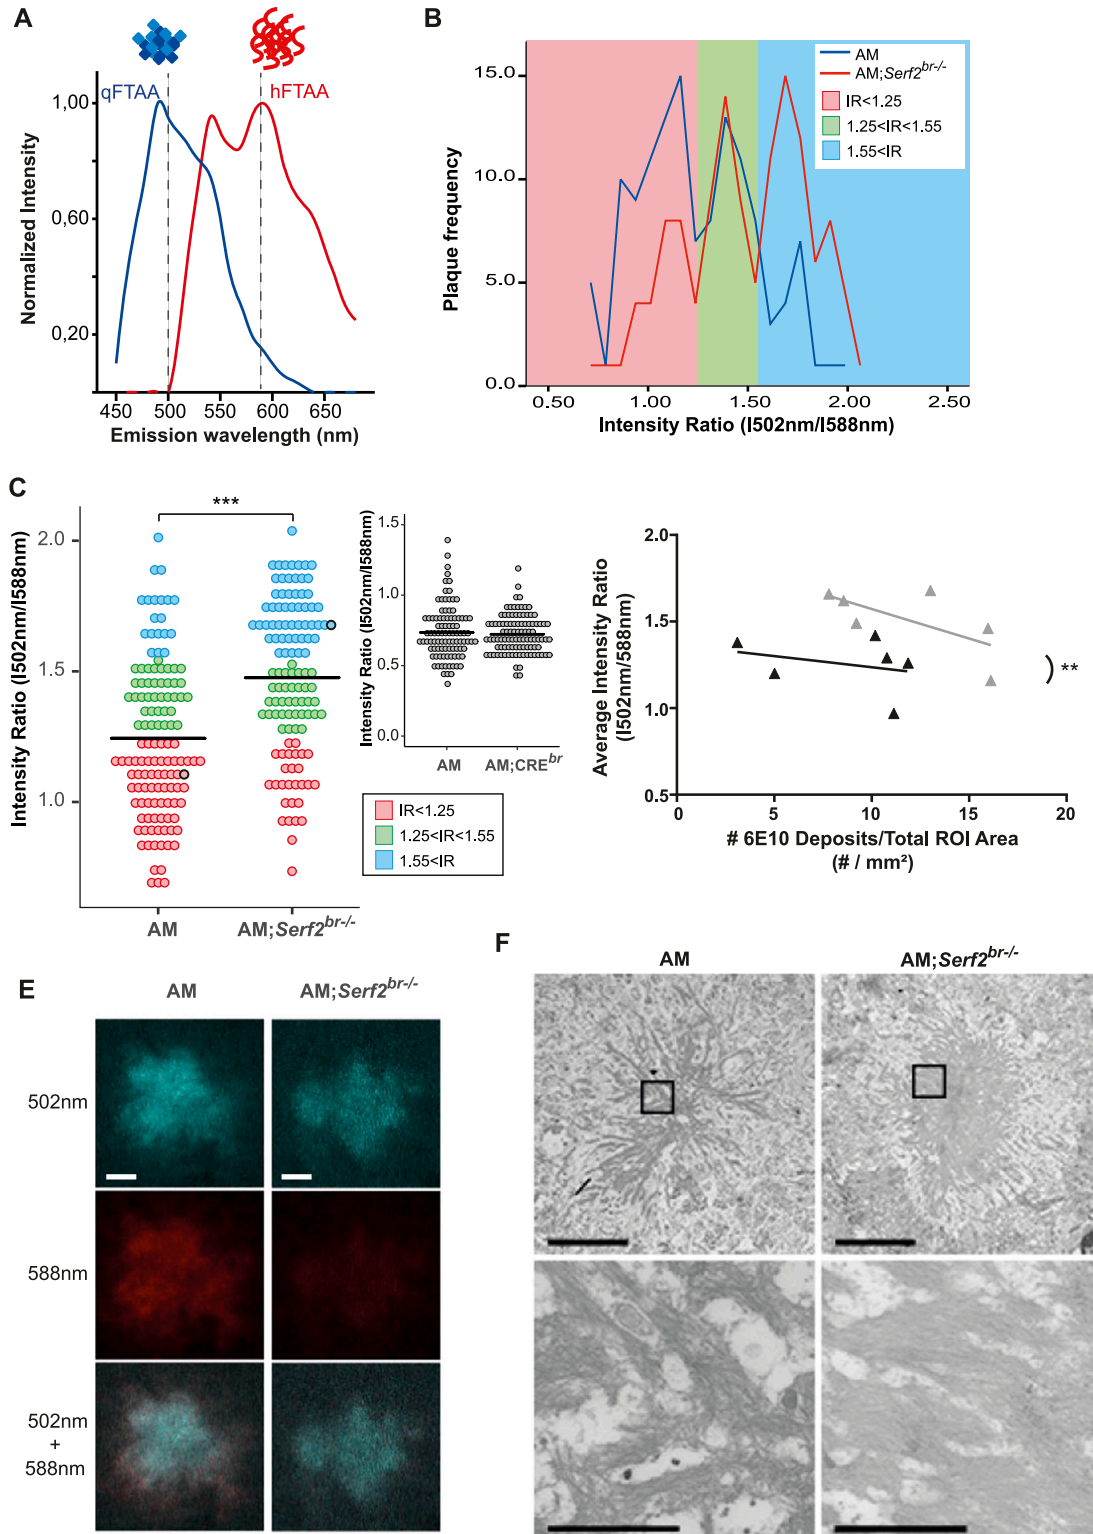 A
qFTAA
hFTAA
1,00
0,60
0,20
Normalized Intensity
450 500 550 600 650
Emission wavelength (nm)
B
AM
AM;Serf2br-/-
IR<1.25
1.25<IR<1.55
1.55<IR
15.0
10.0
5.0
0.0
Plaque frequency
0.50 1.00 1.50 2.00 2.50
Intensity Ratio (I502nm/I588nm)
C
***
2.0
1.5
1.0
Intensity Ratio (I502nm/I588nm)
AM AM;Serf2br-/-
1.5
1.0
0.5
0.0
Intensity Ratio (I502nm/I588nm)
AM AM;CREbr
IR<1.25
1.25<IR<1.55
1.55<IR
2.0
1.5
1.0
0.5
Average Intensity Ratio
(I502nm/588nm)
**
0 5 10 15 20
# 6E10 Deposits/Total ROI Area
(# / mm²)
E
AM AM;Serf2br-/-
502nm
588nm
502nm
+
588nm
F
AM AM;Serf2br-/-